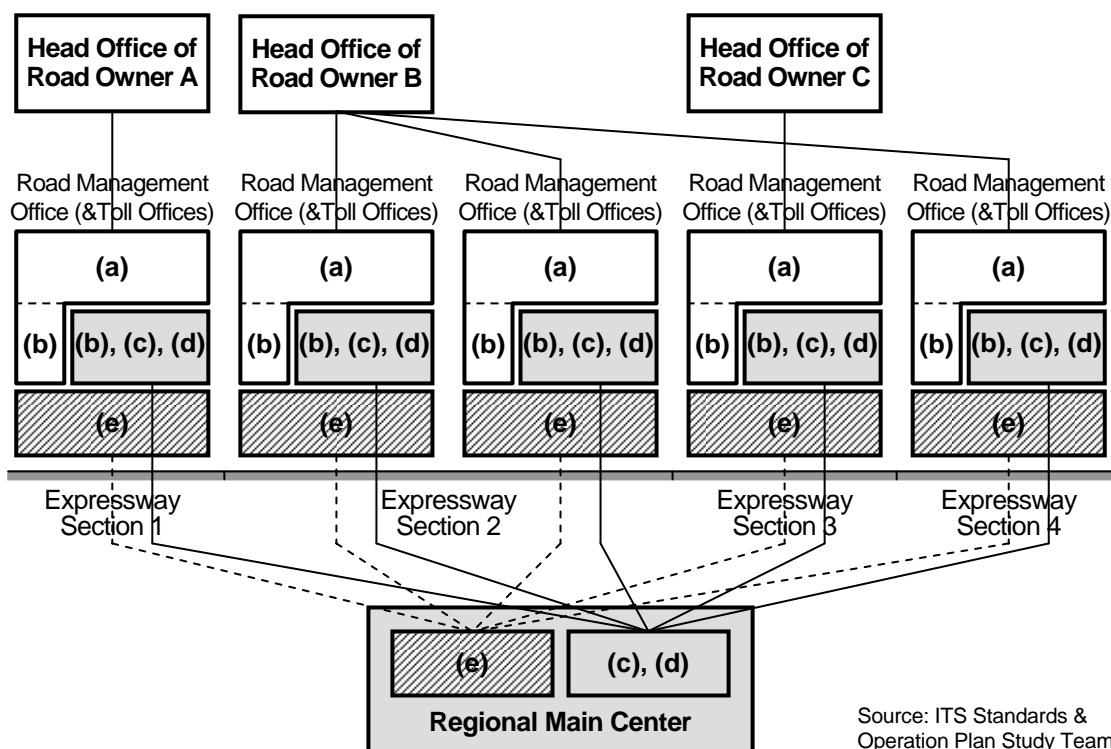 Head Office of
Road Owner A
Head Office of
Road Owner B
Head Office of
Road Owner C
Road Management
Office (&Toll Offices)
Road Management
Office (&Toll Offices)
Road Management
Office (&Toll Offices)
Road Management
Office (&Toll Offices)
Road Management
Office (&Toll Offices)
(a)
(a)
(a)
(a)
(a)
(b)
(b), (c), (d)
(b)
(b), (c), (d)
(b)
(b), (c), (d)
(b)
(b), (c), (d)
(b)
(b), (c), (d)
(e)
(e)
(e)
(e)
(e)
Expressway
Section 1
Expressway
Section 2
Expressway
Section 3
Expressway
Section 4
(e)
(c), (d)
Regional Main Center
Source: ITS Standards &
Operation Plan Study Team